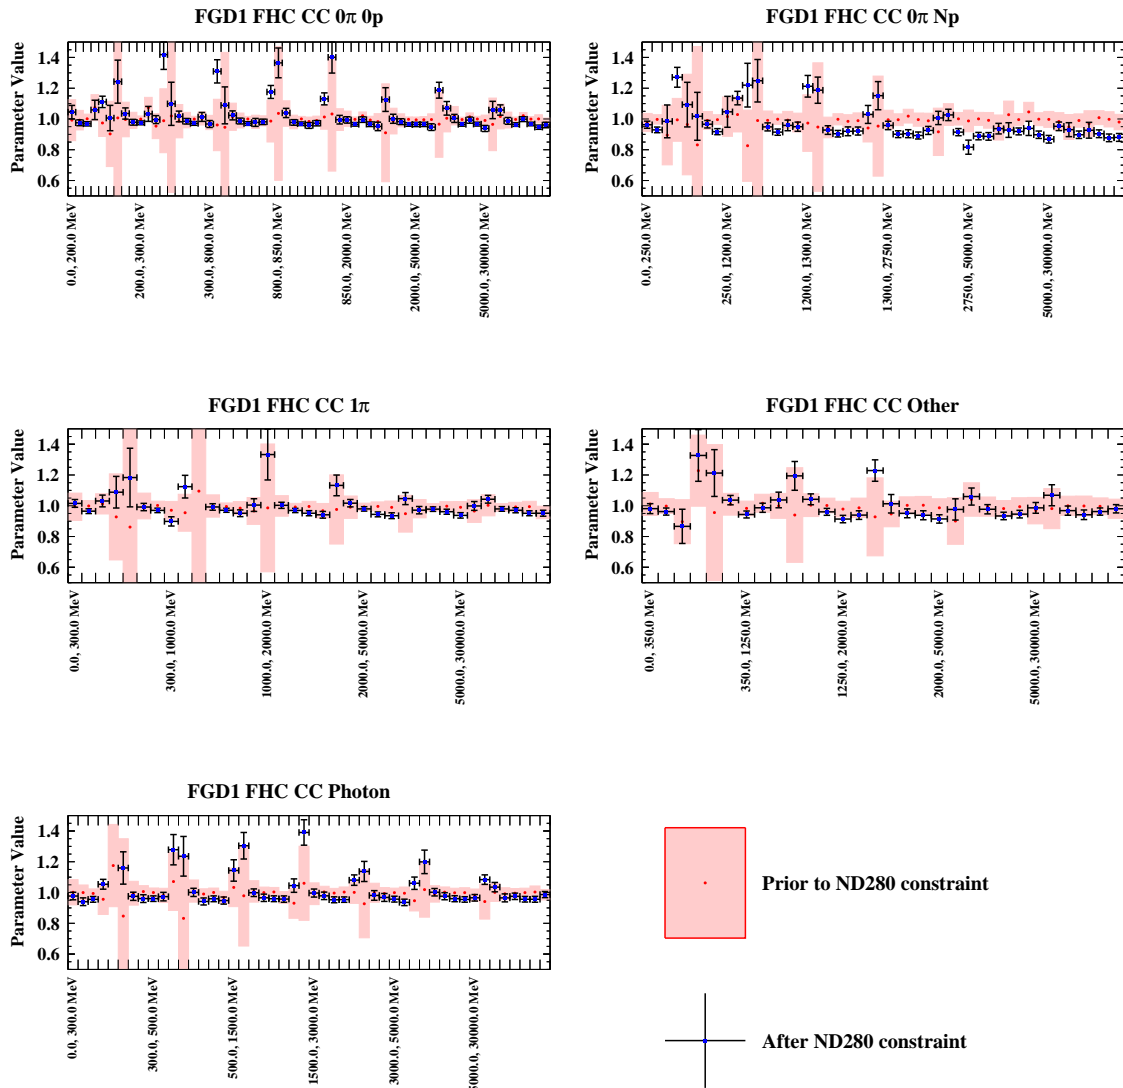 FGD1 FHC CC 0π 0p
Parameter Value
1.4
1.2
1.0
0.8
0.6
0.0, 200.0 MeV
200.0, 300.0 MeV
300.0, 800.0 MeV
800.0, 850.0 MeV
850.0, 2000.0 MeV
2000.0, 5000.0 MeV
5000.0, 30000.0 MeV
FGD1 FHC CC 0π Np
Parameter Value
1.4
1.2
1.0
0.8
0.6
0.0, 250.0 MeV
250.0, 1200.0 MeV
1200.0, 1300.0 MeV
1300.0, 2750.0 MeV
2750.0, 5000.0 MeV
5000.0, 30000.0 MeV
FGD1 FHC CC 1π
Parameter Value
1.4
1.2
1.0
0.8
0.6
0.0, 300.0 MeV
300.0, 1000.0 MeV
1000.0, 2000.0 MeV
2000.0, 5000.0 MeV
5000.0, 30000.0 MeV
FGD1 FHC CC Other
Parameter Value
1.4
1.2
1.0
0.8
0.6
0.0, 350.0 MeV
350.0, 1250.0 MeV
1250.0, 2000.0 MeV
2000.0, 5000.0 MeV
5000.0, 30000.0 MeV
FGD1 FHC CC Photon
Parameter Value
1.4
1.2
1.0
0.8
0.6
0.0, 300.0 MeV
300.0, 500.0 MeV
500.0, 1500.0 MeV
1500.0, 3000.0 MeV
3000.0, 5000.0 MeV
5000.0, 30000.0 MeV
Prior to ND280 constraint
After ND280 constraint